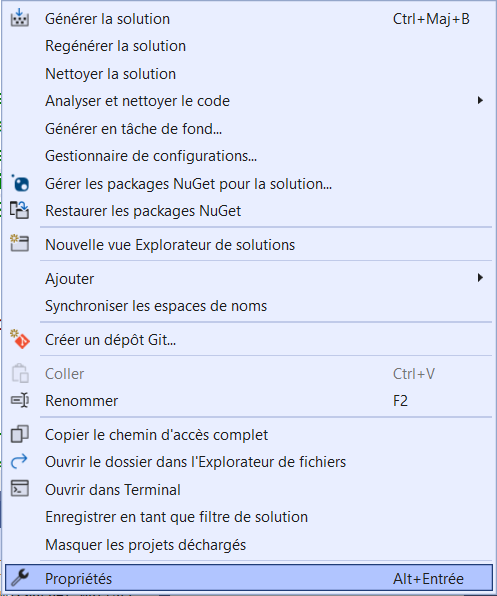 Générer la solution Ctrl+Maj+B
Regénérer la solution
Nettoyer la solution
Analyser et nettoyer le code
Générer en tâche de fond...
Gestionnaire de configurations...
Gérer les packages NuGet pour la solution...
Restaurer les packages NuGet
Nouvelle vue Explorateur de solutions
Ajouter
Synchroniser les espaces de noms
Créer un dépôt Git...
Coller Ctrl+V
Renommer F2
Copier le chemin d'accès complet
Ouvrir le dossier dans l'Explorateur de fichiers
Ouvrir dans Terminal
Enregistrer en tant que filtre de solution
Masquer les projets déchargés
Propriétés Alt+Entrée